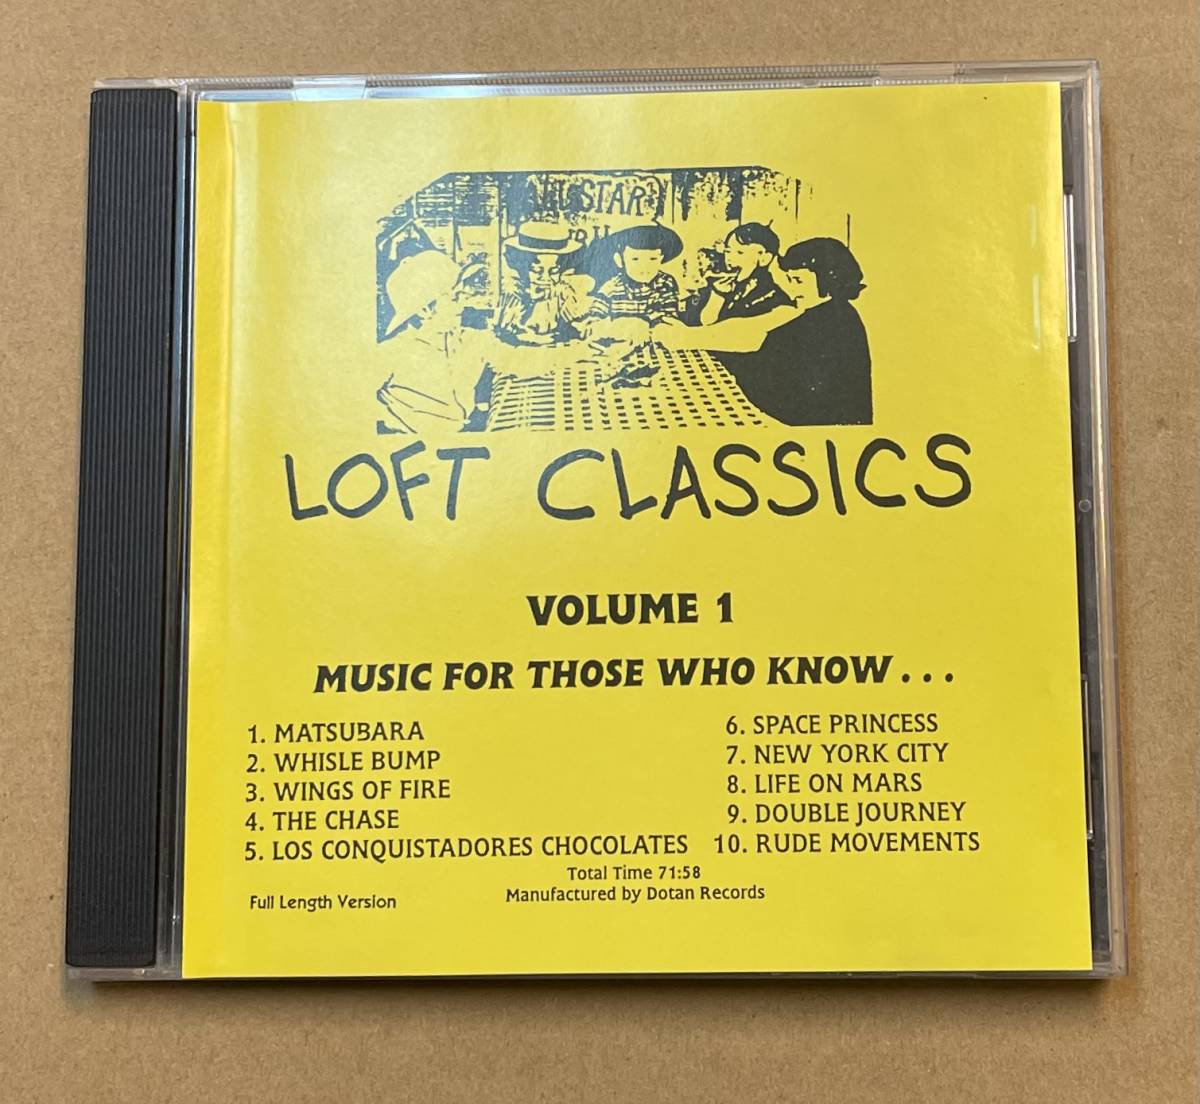 ALL STAR
LOFT CLASSICS
VOLUME 1
MUSIC FOR THOSE WHO KNOW...
1. MATSUBARA
2. WHISLE BUMP
3. WINGS OF FIRE
4. THE CHASE
5. LOS CONQUISTADORES CHOCOLATES
6. SPACE PRINCESS
7. NEW YORK CITY
8. LIFE ON MARS
9. DOUBLE JOURNEY
10. RUDE MOVEMENTS
Total Time 71:58
Manufactured by Dotan Records
Full Length Version